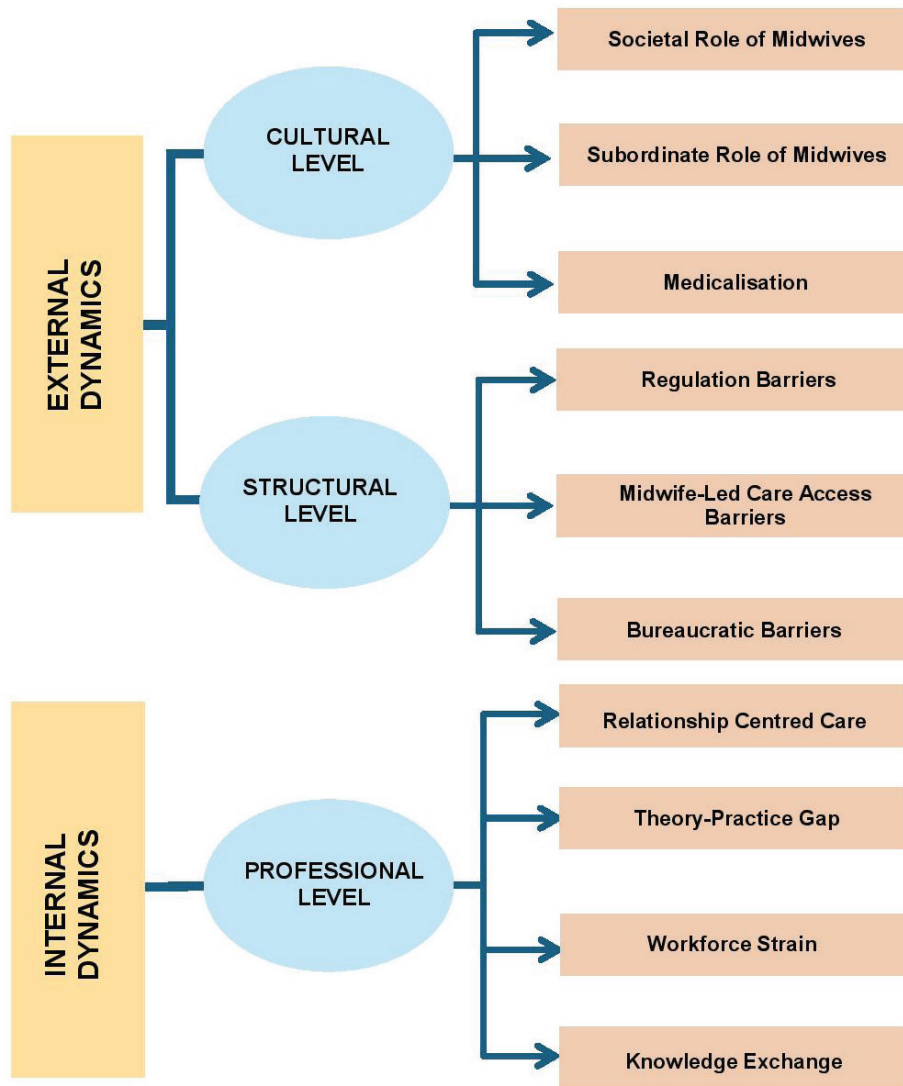 EXTERNAL
DYNAMICS
CULTURAL
LEVEL
Societal Role of Midwives
Subordinate Role of Midwives
Medicalisation
STRUCTURAL
LEVEL
Regulation Barriers
Midwife-Led Care Access
Barriers
Bureaucratic Barriers
INTERNAL
DYNAMICS
PROFESSIONAL
LEVEL
Relationship Centred Care
Theory-Practice Gap
Workforce Strain
Knowledge Exchange